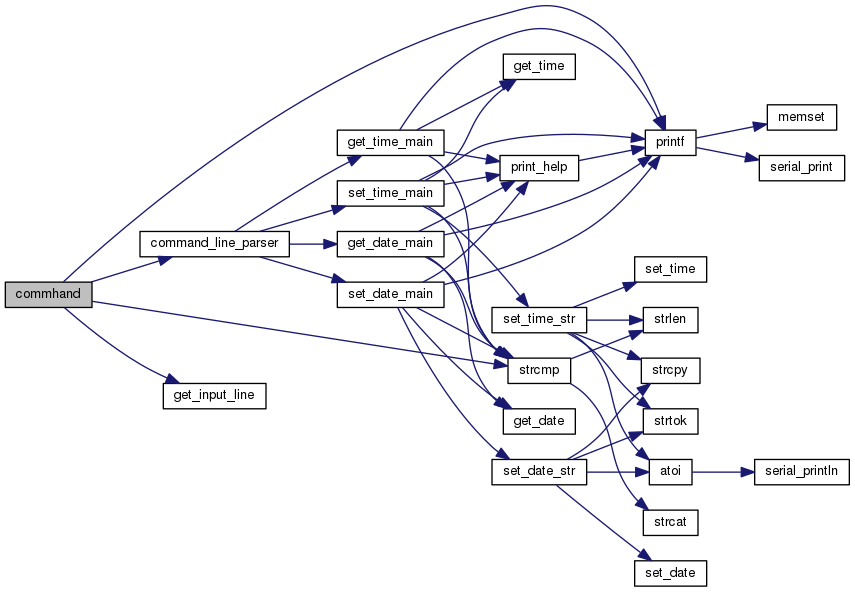 get_time
memset
get_time_main
printf
print_help
serial_print
set_time_main
command_line_parser
get_date_main
set_time
commhand
set_date_main
set_time_str
strlen
strcmp
strcpy
get_input_line
get_date
strtok
set_date_str
atoi
serial_println
strcat
set_date